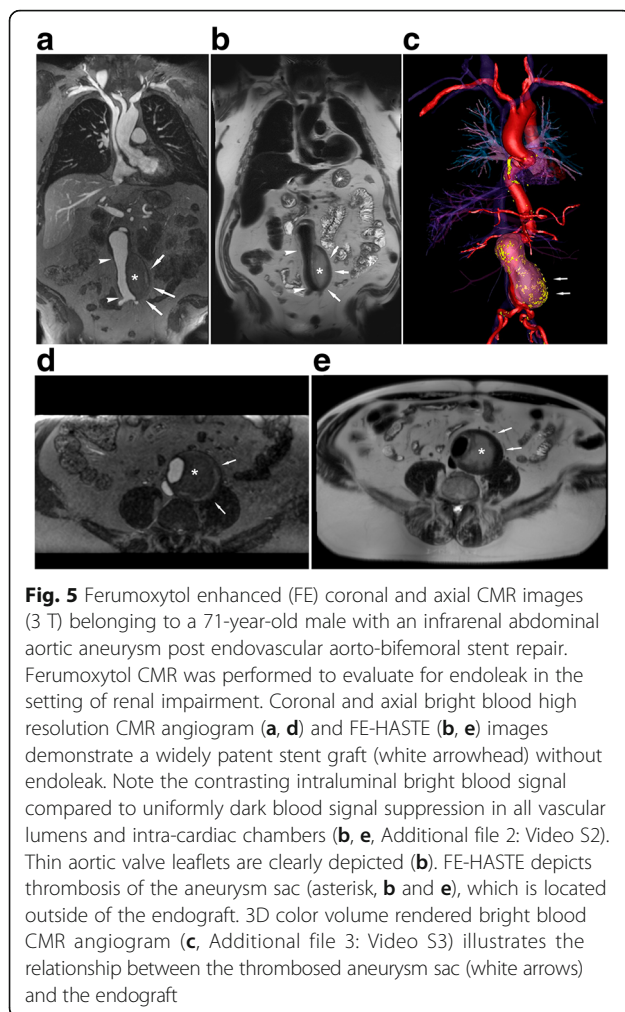 a
b
c
d
e
Fig. 5 Ferumoxytol enhanced (FE) coronal and axial CMR images
(3 T) belonging to a 71-year-old male with an infrarenal abdominal
aortic aneurysm post endovascular aorto-bifemoral stent repair.
Ferumoxytol CMR was performed to evaluate for endoleak in the
setting of renal impairment. Coronal and axial bright blood high
resolution CMR angiogram (a, d) and FE-HASTE (b, e) images
demonstrate a widely patent stent graft (white arrowhead) without
endoleak. Note the contrasting intraluminal bright blood signal
compared to uniformly dark blood signal suppression in all vascular
lumens and intra-cardiac chambers (b, e, Additional file 2: Video S2).
Thin aortic valve leaflets are clearly depicted (b). FE-HASTE depicts
thrombosis of the aneurysm sac (asterisk, b and e), which is located
outside of the endograft. 3D color volume rendered bright blood
CMR angiogram (c, Additional file 3: Video S3) illustrates the
relationship between the thrombosed aneurysm sac (white arrows)
and the endograft